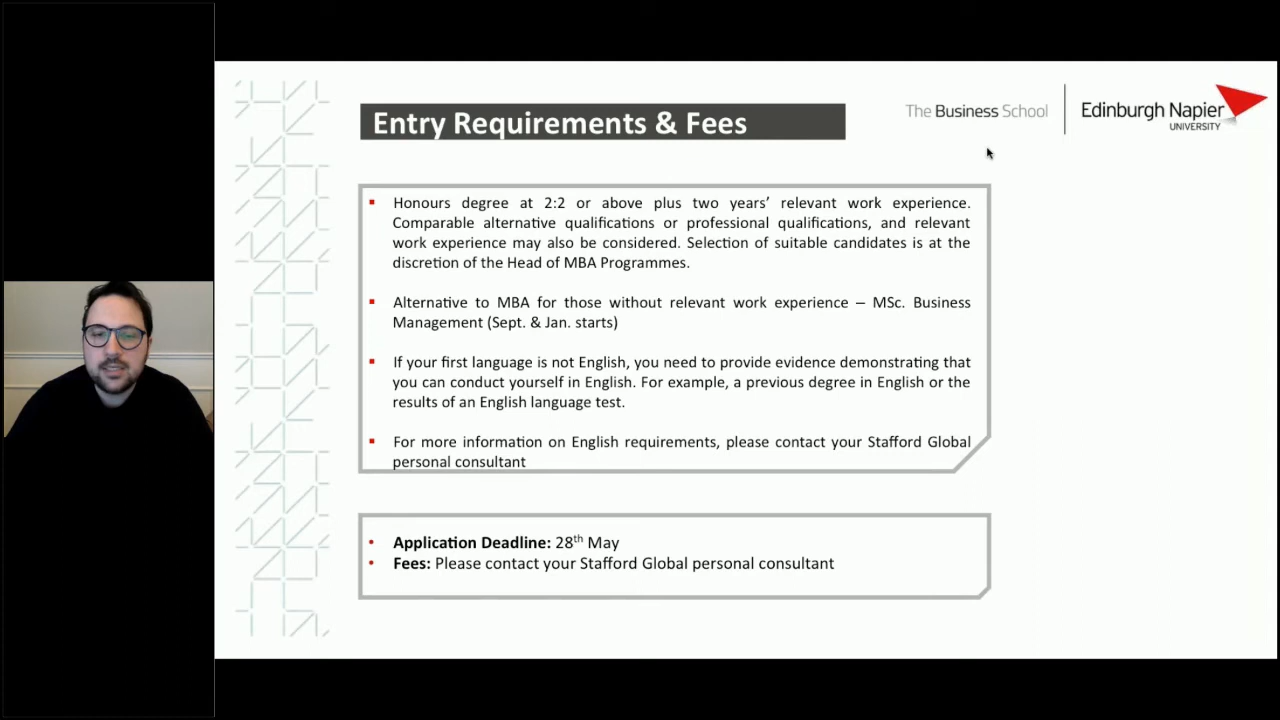 Entry Requirements & Fees
The Business School
Edinburgh Napier
UNIVERSITY
Honours degree at 2:2 or above plus two years’ relevant work experience.
Comparable alternative qualifications or professional qualifications, and relevant
work experience may also be considered. Selection of suitable candidates is at the
discretion of the Head of MBA Programmes.
Alternative to MBA for those without relevant work experience – MSc. Business
Management (Sept. & Jan. starts)
If your first language is not English, you need to provide evidence demonstrating that
you can conduct yourself in English. For example, a previous degree in English or the
results of an English language test.
For more information on English requirements, please contact your Stafford Global
personal consultant
Application Deadline: 28th May
Fees: Please contact your Stafford Global personal consultant